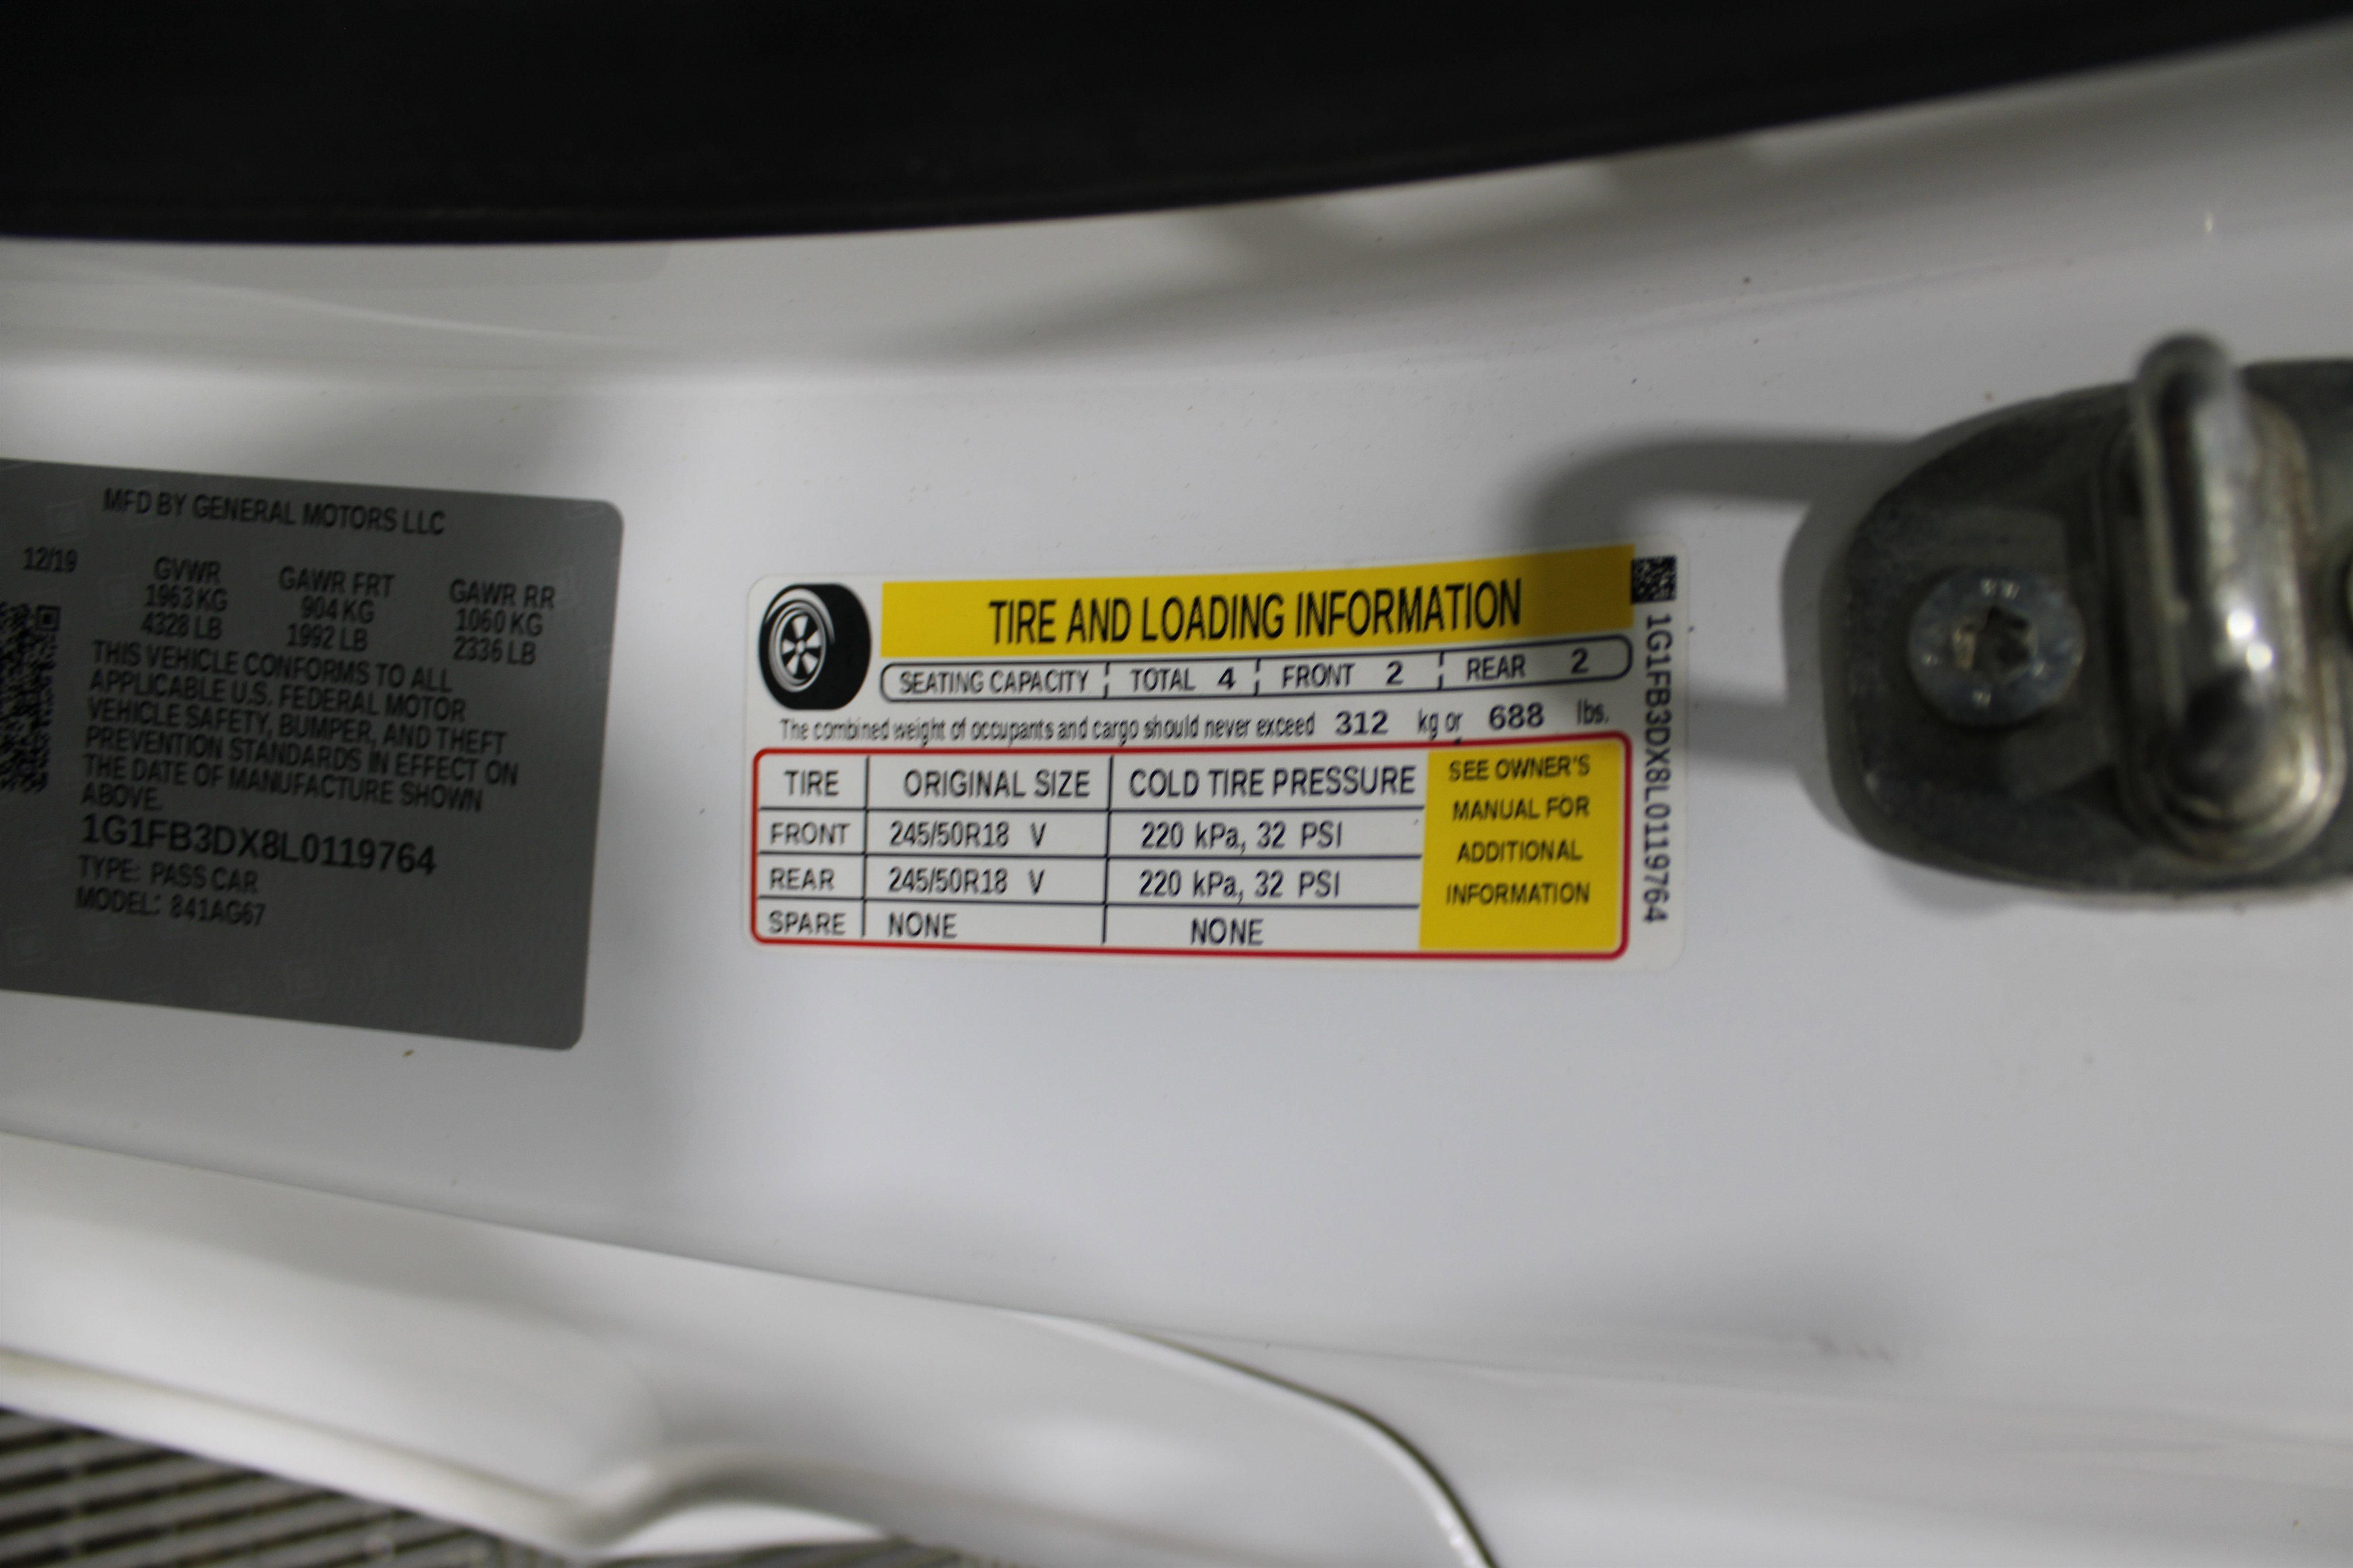 MFD BY GENERAL MOTORS LLC
12/19
GVWR GAWR FRT GAWR RR
1963 KG 904 KG 1060 KG
4328 LB 1992 LB 2336 LB
THIS VEHICLE CONFORMS TO ALL
APPLICABLE U.S. FEDERAL MOTOR
VEHICLE SAFETY, BUMPER, AND THEFT
PREVENTION STANDARDS IN EFFECT ON
THE DATE OF MANUFACTURE SHOWN
ABOVE.
1G1FB3DX8L0119764
TYPE: PASS CAR
MODEL: 841AG67
TIRE AND LOADING INFORMATION
SEATING CAPACITY TOTAL 4 FRONT 2 REAR 2
The combined weight of occupants and cargo should never exceed 312 kg or 688 lbs.
TIRE ORIGINAL SIZE COLD TIRE PRESSURE
FRONT 245/50R18 V 220 kPa, 32 PSI
REAR 245/50R18 V 220 kPa, 32 PSI
SPARE NONE NONE
SEE OWNER'S
MANUAL FOR
ADDITIONAL
INFORMATION
1G1FB3DX8L0119764